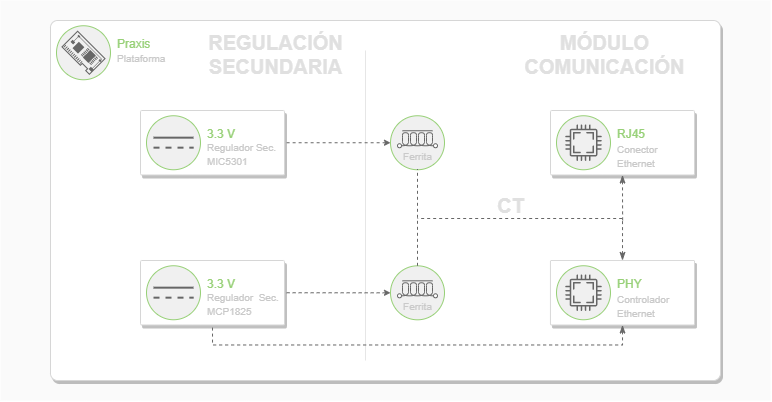 Praxis
Plataforma
REGULACIÓN
SECUNDARIA
MÓDULO
COMUNICACIÓN
3.3 V
Regulador Sec.
MIC5301
Ferrita
RJ45
Conector
Ethernet
CT
3.3 V
Regulador Sec.
MCP1825
Ferrita
PHY
Controlador
Ethernet